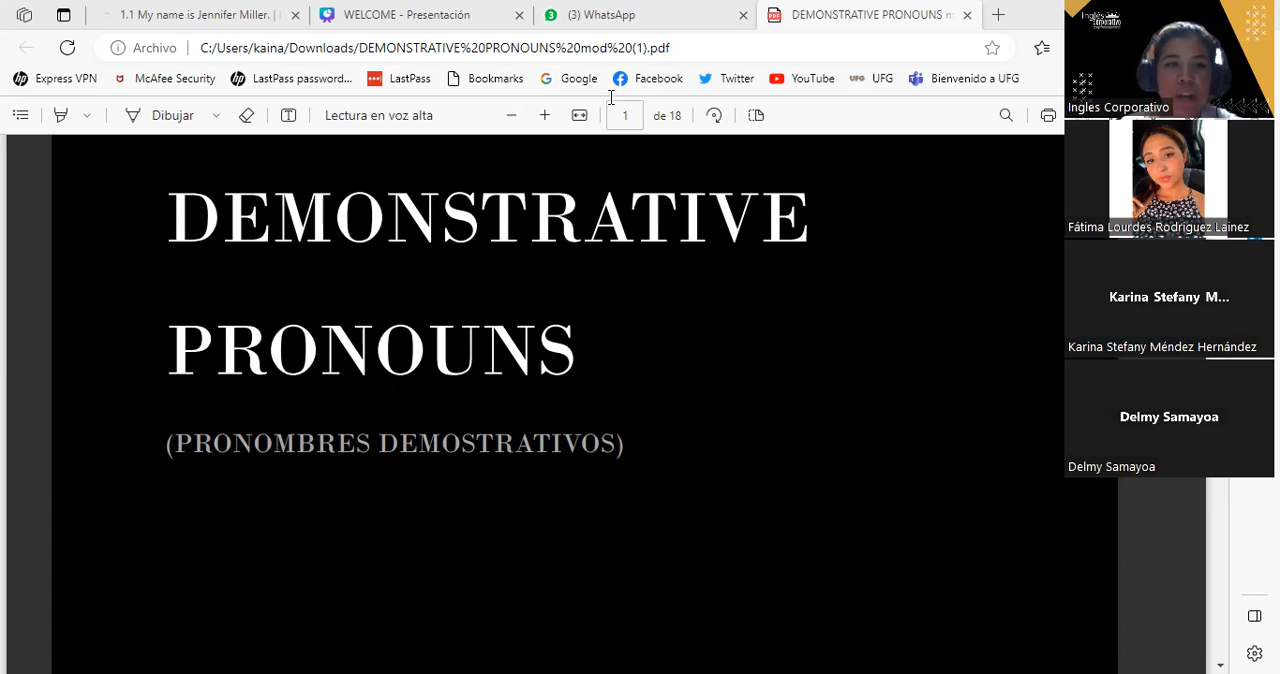 1.1 My name is Jennifer Miller. |
WELCOME - Presentación
(3) WhatsApp
DEMONSTRATIVE PRONOUNS m
Archivo
C:/Users/kaina/Downloads/DEMONSTRATIVE%20PRONOUNS%20mod%20(1).pdf
Express VPN
McAfee Security
LastPass password...
LastPass
Bookmarks
Google
Facebook
Twitter
YouTube
UFG
Bienvenido a UFG
Dibujar
Lectura en voz alta
1
de 18
DEMONSTRATIVE
PRONOUNS
(PRONOMBRES DEMOSTRATIVOS)
Inglés
Corporativo
Ingles Corporativo
Fátima Lourdes Rodriguez Lainez
Karina Stefany M...
Karina Stefany Méndez Hernández
Delmy Samayoa
Delmy Samayoa